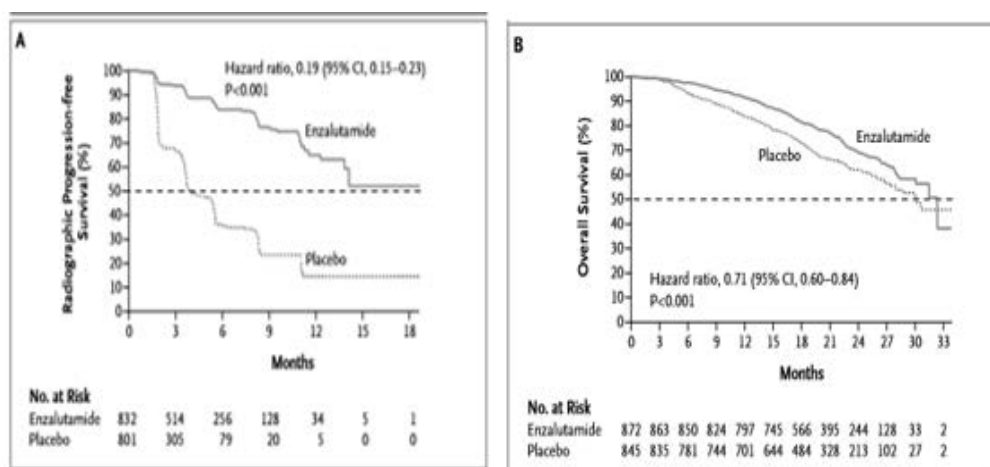 A
Radiographic Progression-free
Survival (%)
100
90
80
70
60
50
40
30
20
10
0
Hazard ratio, 0.19 (95% CI, 0.15–0.23)
P<0.001
Enzalutamide
Placebo
0 3 6 9 12 15 18
Months
No. at Risk
Enzalutamide 832 514 256 128 34 5 1
Placebo 801 305 79 20 5 0 0
B
Overall Survival (%)
100
90
80
70
60
50
40
30
20
10
0
Enzalutamide
Placebo
Hazard ratio, 0.71 (95% CI, 0.60–0.84)
P<0.001
0 3 6 9 12 15 18 21 24 27 30 33
Months
No. at Risk
Enzalutamide 872 863 850 824 797 745 566 395 244 128 33 2
Placebo 845 835 781 744 701 644 484 328 213 102 27 2